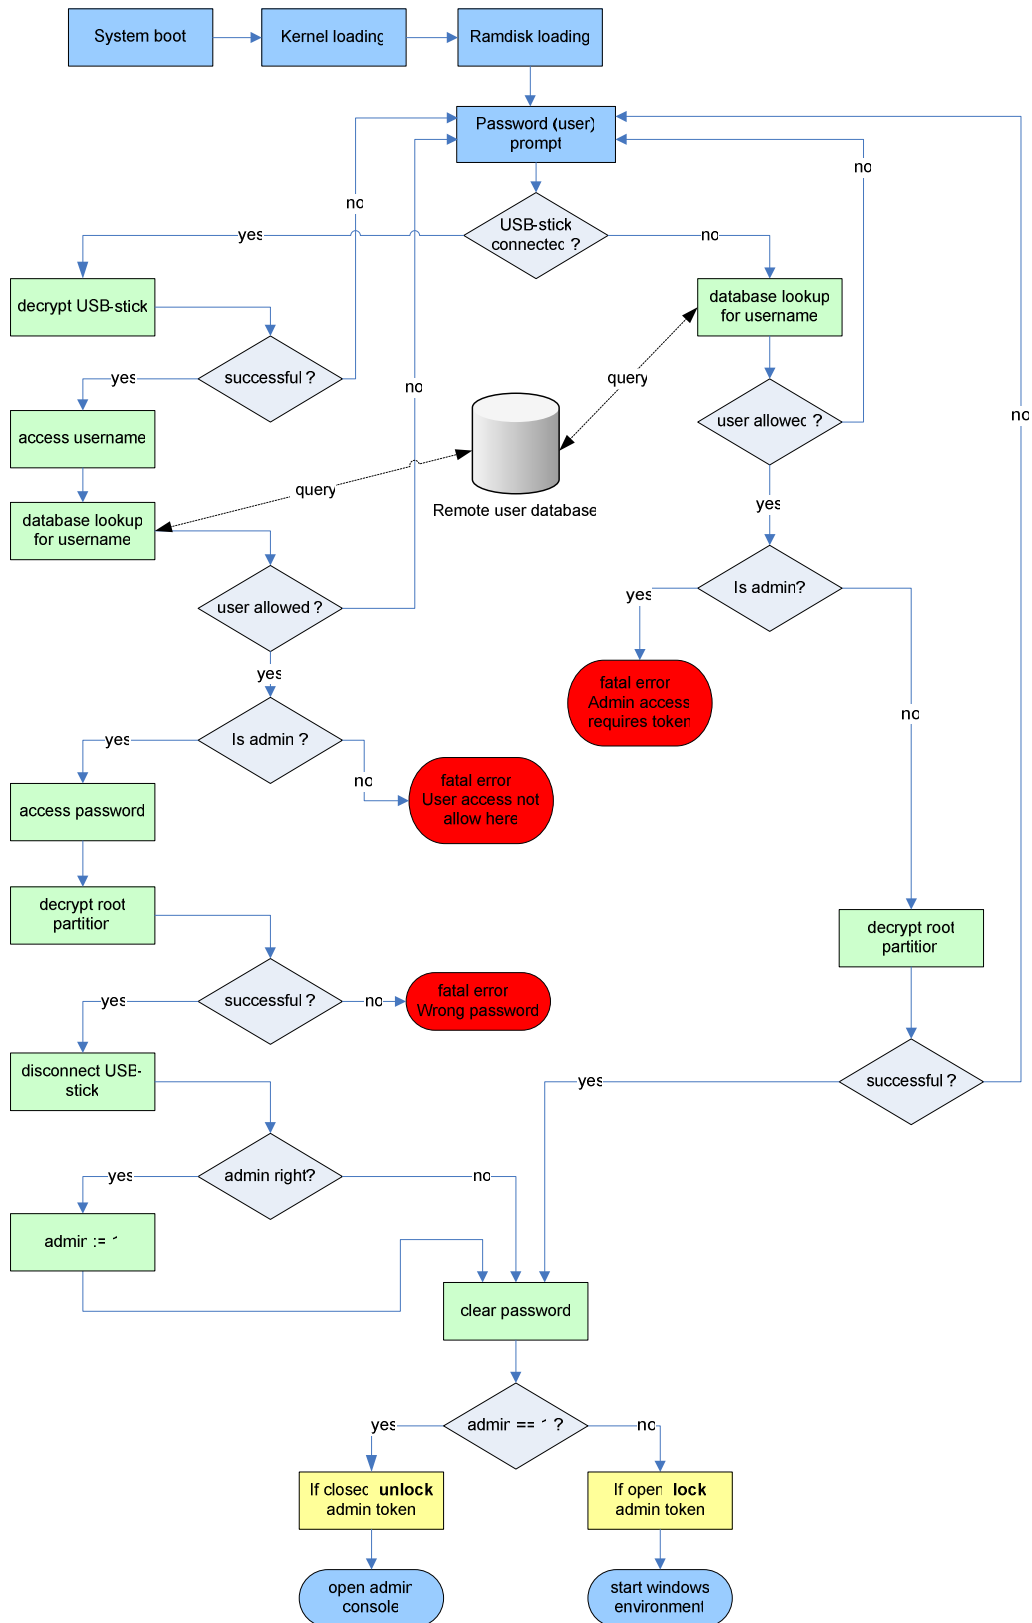 System boot
Kernel loading
Ramdisk loading
Password (user)
prompt
no
no
yes
USB-stick
connected ?
no
decrypt USB-stick
database lookup
for username
yes
successful ?
no
query
no
user allowed ?
access username
query
Remote user database
yes
database lookup
for username
user allowed ?
yes
Is admin?
no
yes
fatal error
Admin access
requires token
yes
Is admin ?
no
fatal error
User access not
allow here
access password
decrypt root
partition
decrypt root
partition
yes
successful ?
no
fatal error
Wrong password
disconnect USB-
stick
yes
successful ?
yes
admin right?
no
admin := 1
clear password
yes
admin == 1 ?
no
If closed unlock
admin token
If open lock
admin token
open admin
console
start windows
environment